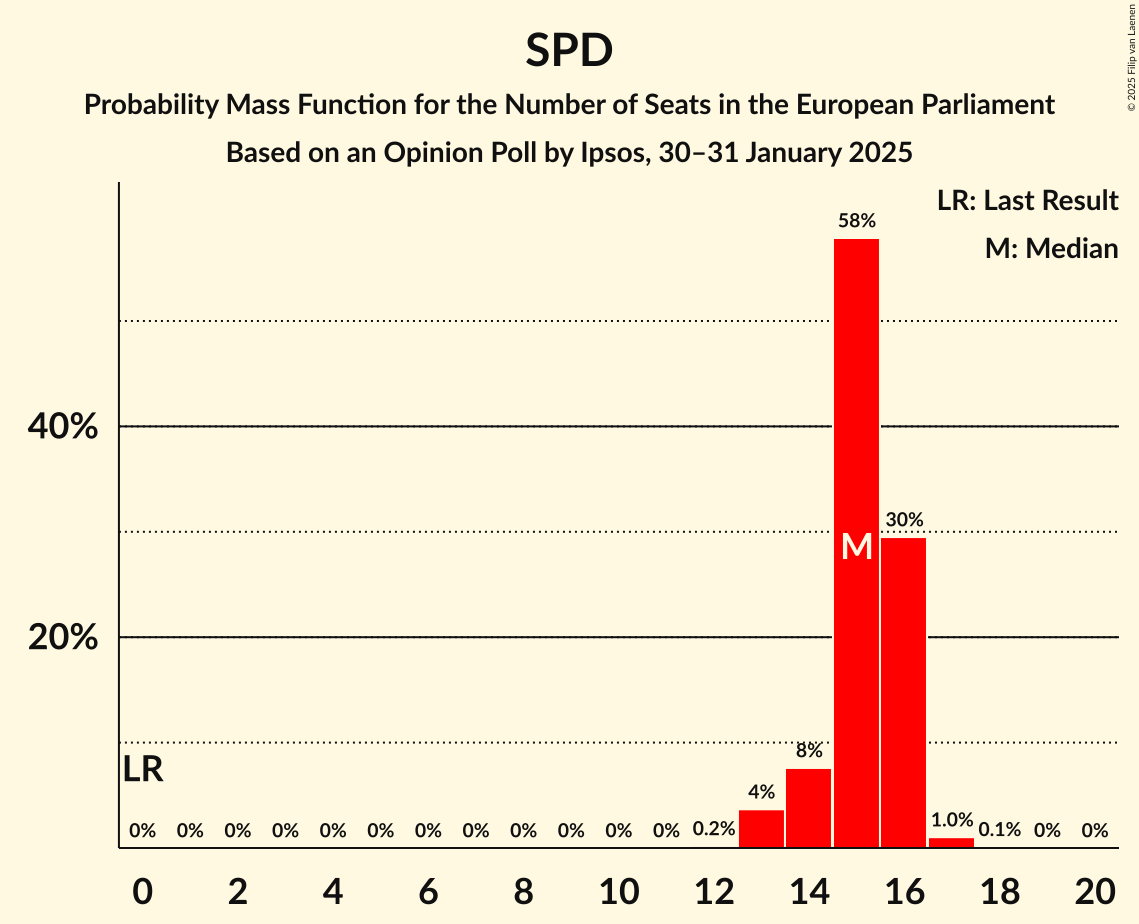 SPD
Probability Mass Function for the Number of Seats in the European Parliament
Based on an Opinion Poll by Ipsos, 30–31 January 2025
© 2025 Filip van Laenen
LR: Last Result
M: Median
58%
40%
30%
M
20%
LR
8%
4%
0% 0% 0% 0% 0% 0% 0% 0% 0% 0% 0% 0% 0.2% 1.0% 0.1% 0% 0%
0 2 4 6 8 10 12 14 16 18 20